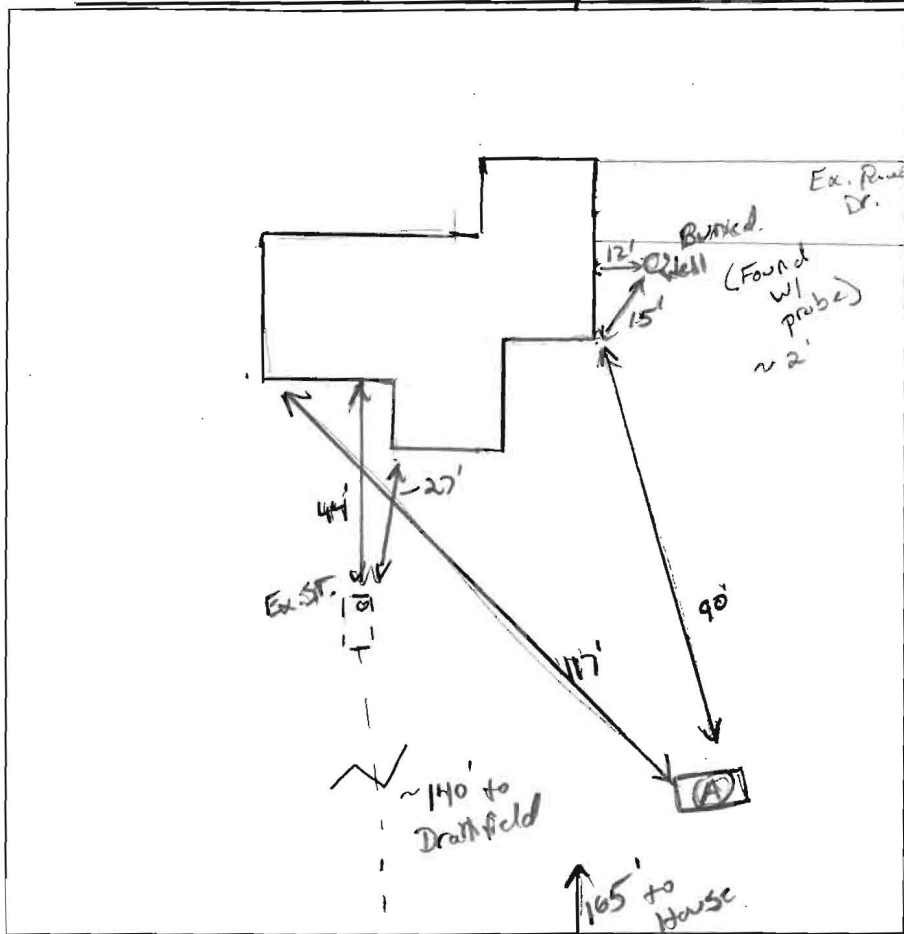 Ex. Paved
Dr.
Buried
Well
12'
(Found
w/
probe)
~2'
15'
~27'
44'
Ex. S.T.
'T'
117'
90'
A
~140' to
Drainfield
165' to
House